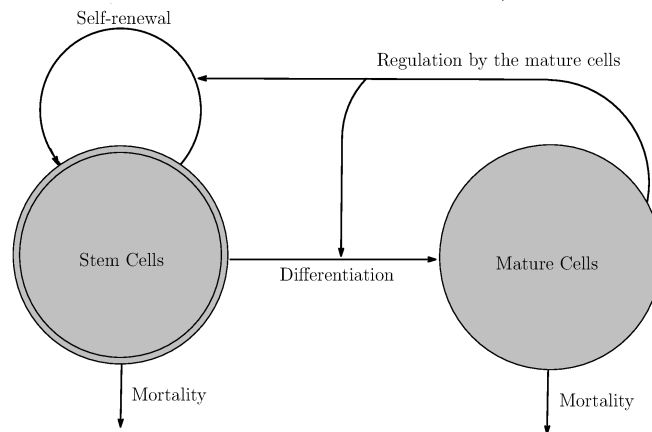 Self-renewal
Regulation by the mature cells
Stem Cells
Differentiation
Mature Cells
Mortality
Mortality